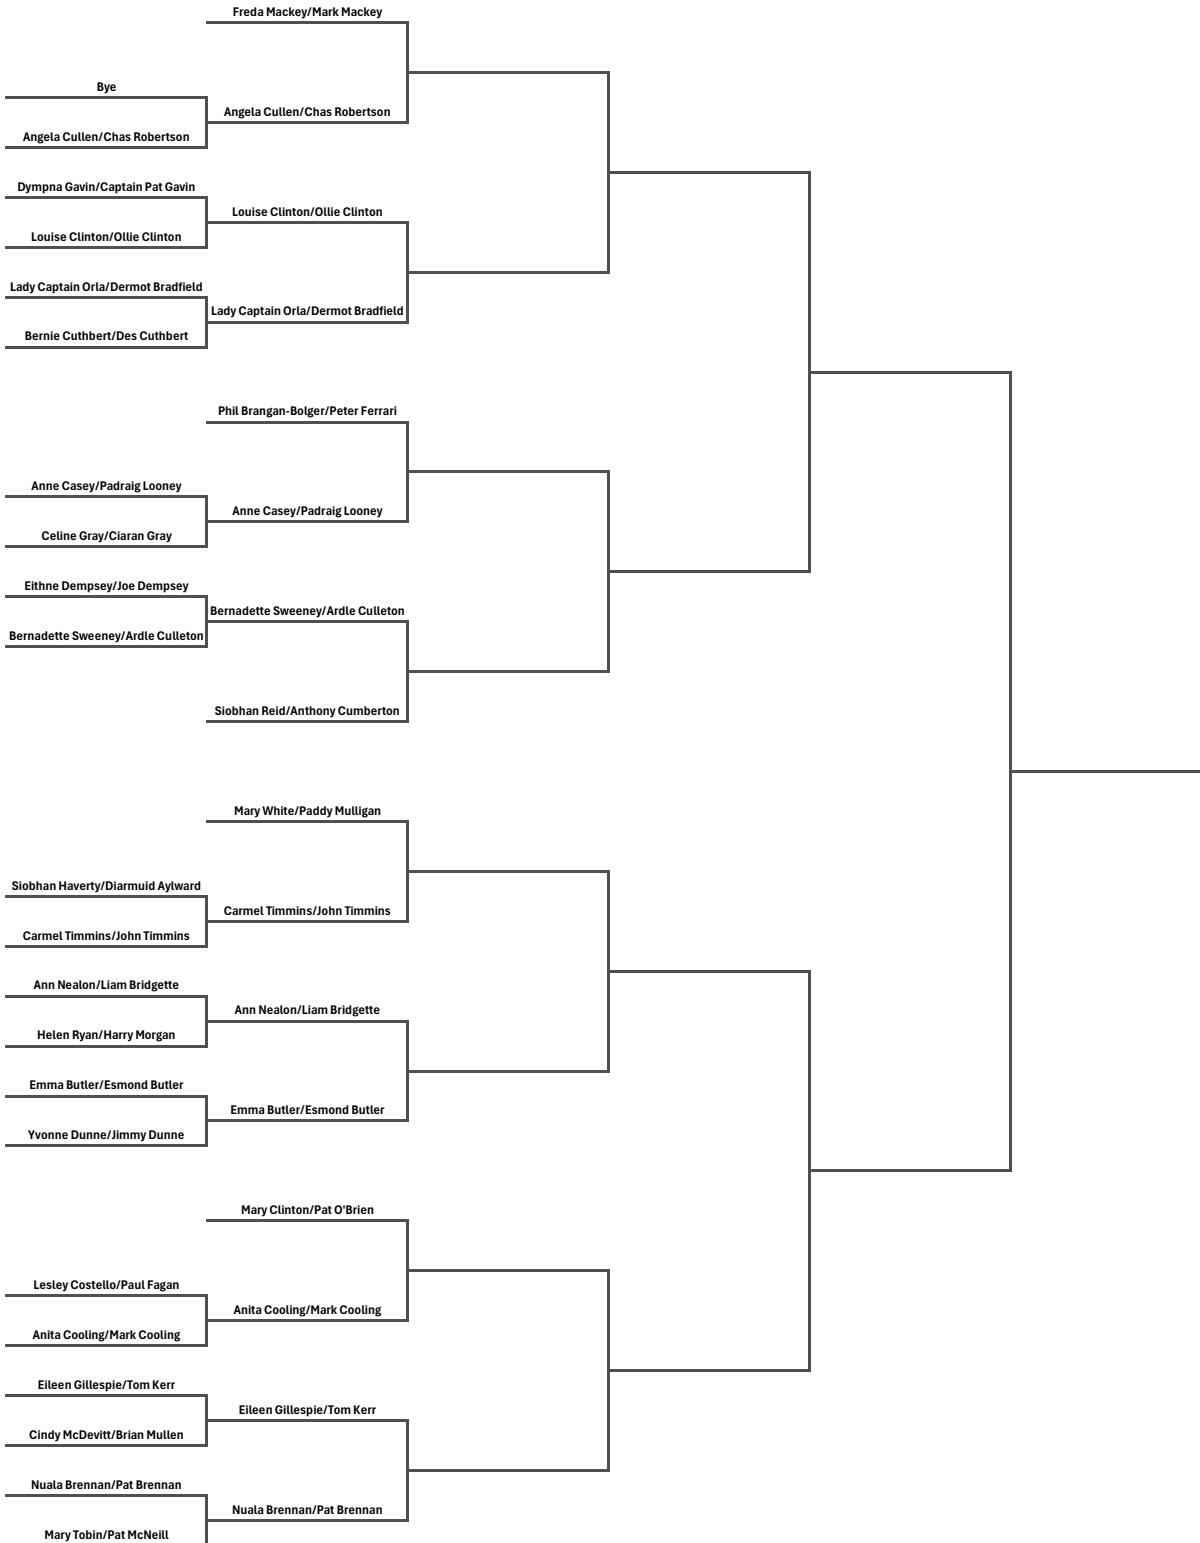 Freda Mackey/Mark Mackey
Bye
Angela Cullen/Chas Robertson
Angela Cullen/Chas Robertson
Dympna Gavin/Captain Pat Gavin
Louise Clinton/Ollie Clinton
Louise Clinton/Ollie Clinton
Lady Captain Orla/Dermot Bradfield
Lady Captain Orla/Dermot Bradfield
Bernie Cuthbert/Des Cuthbert
Phil Brangan-Bolger/Peter Ferrari
Anne Casey/Padraig Looney
Anne Casey/Padraig Looney
Celine Gray/Ciaran Gray
Eithne Dempsey/Joe Dempsey
Bernadette Sweeney/Ardle Culleton
Bernadette Sweeney/Ardle Culleton
Siobhan Reid/Anthony Cumberton
Mary White/Paddy Mulligan
Siobhan Haverty/Diarmuid Aylward
Carmel Timmins/John Timmins
Carmel Timmins/John Timmins
Ann Nealon/Liam Bridgette
Ann Nealon/Liam Bridgette
Helen Ryan/Harry Morgan
Emma Butler/Esmond Butler
Emma Butler/Esmond Butler
Yvonne Dunne/Jimmy Dunne
Mary Clinton/Pat O'Brien
Lesley Costello/Paul Fagan
Anita Cooling/Mark Cooling
Anita Cooling/Mark Cooling
Eileen Gillespie/Tom Kerr
Eileen Gillespie/Tom Kerr
Cindy McDevitt/Brian Mullen
Nuala Brennan/Pat Brennan
Nuala Brennan/Pat Brennan
Mary Tobin/Pat McNeill